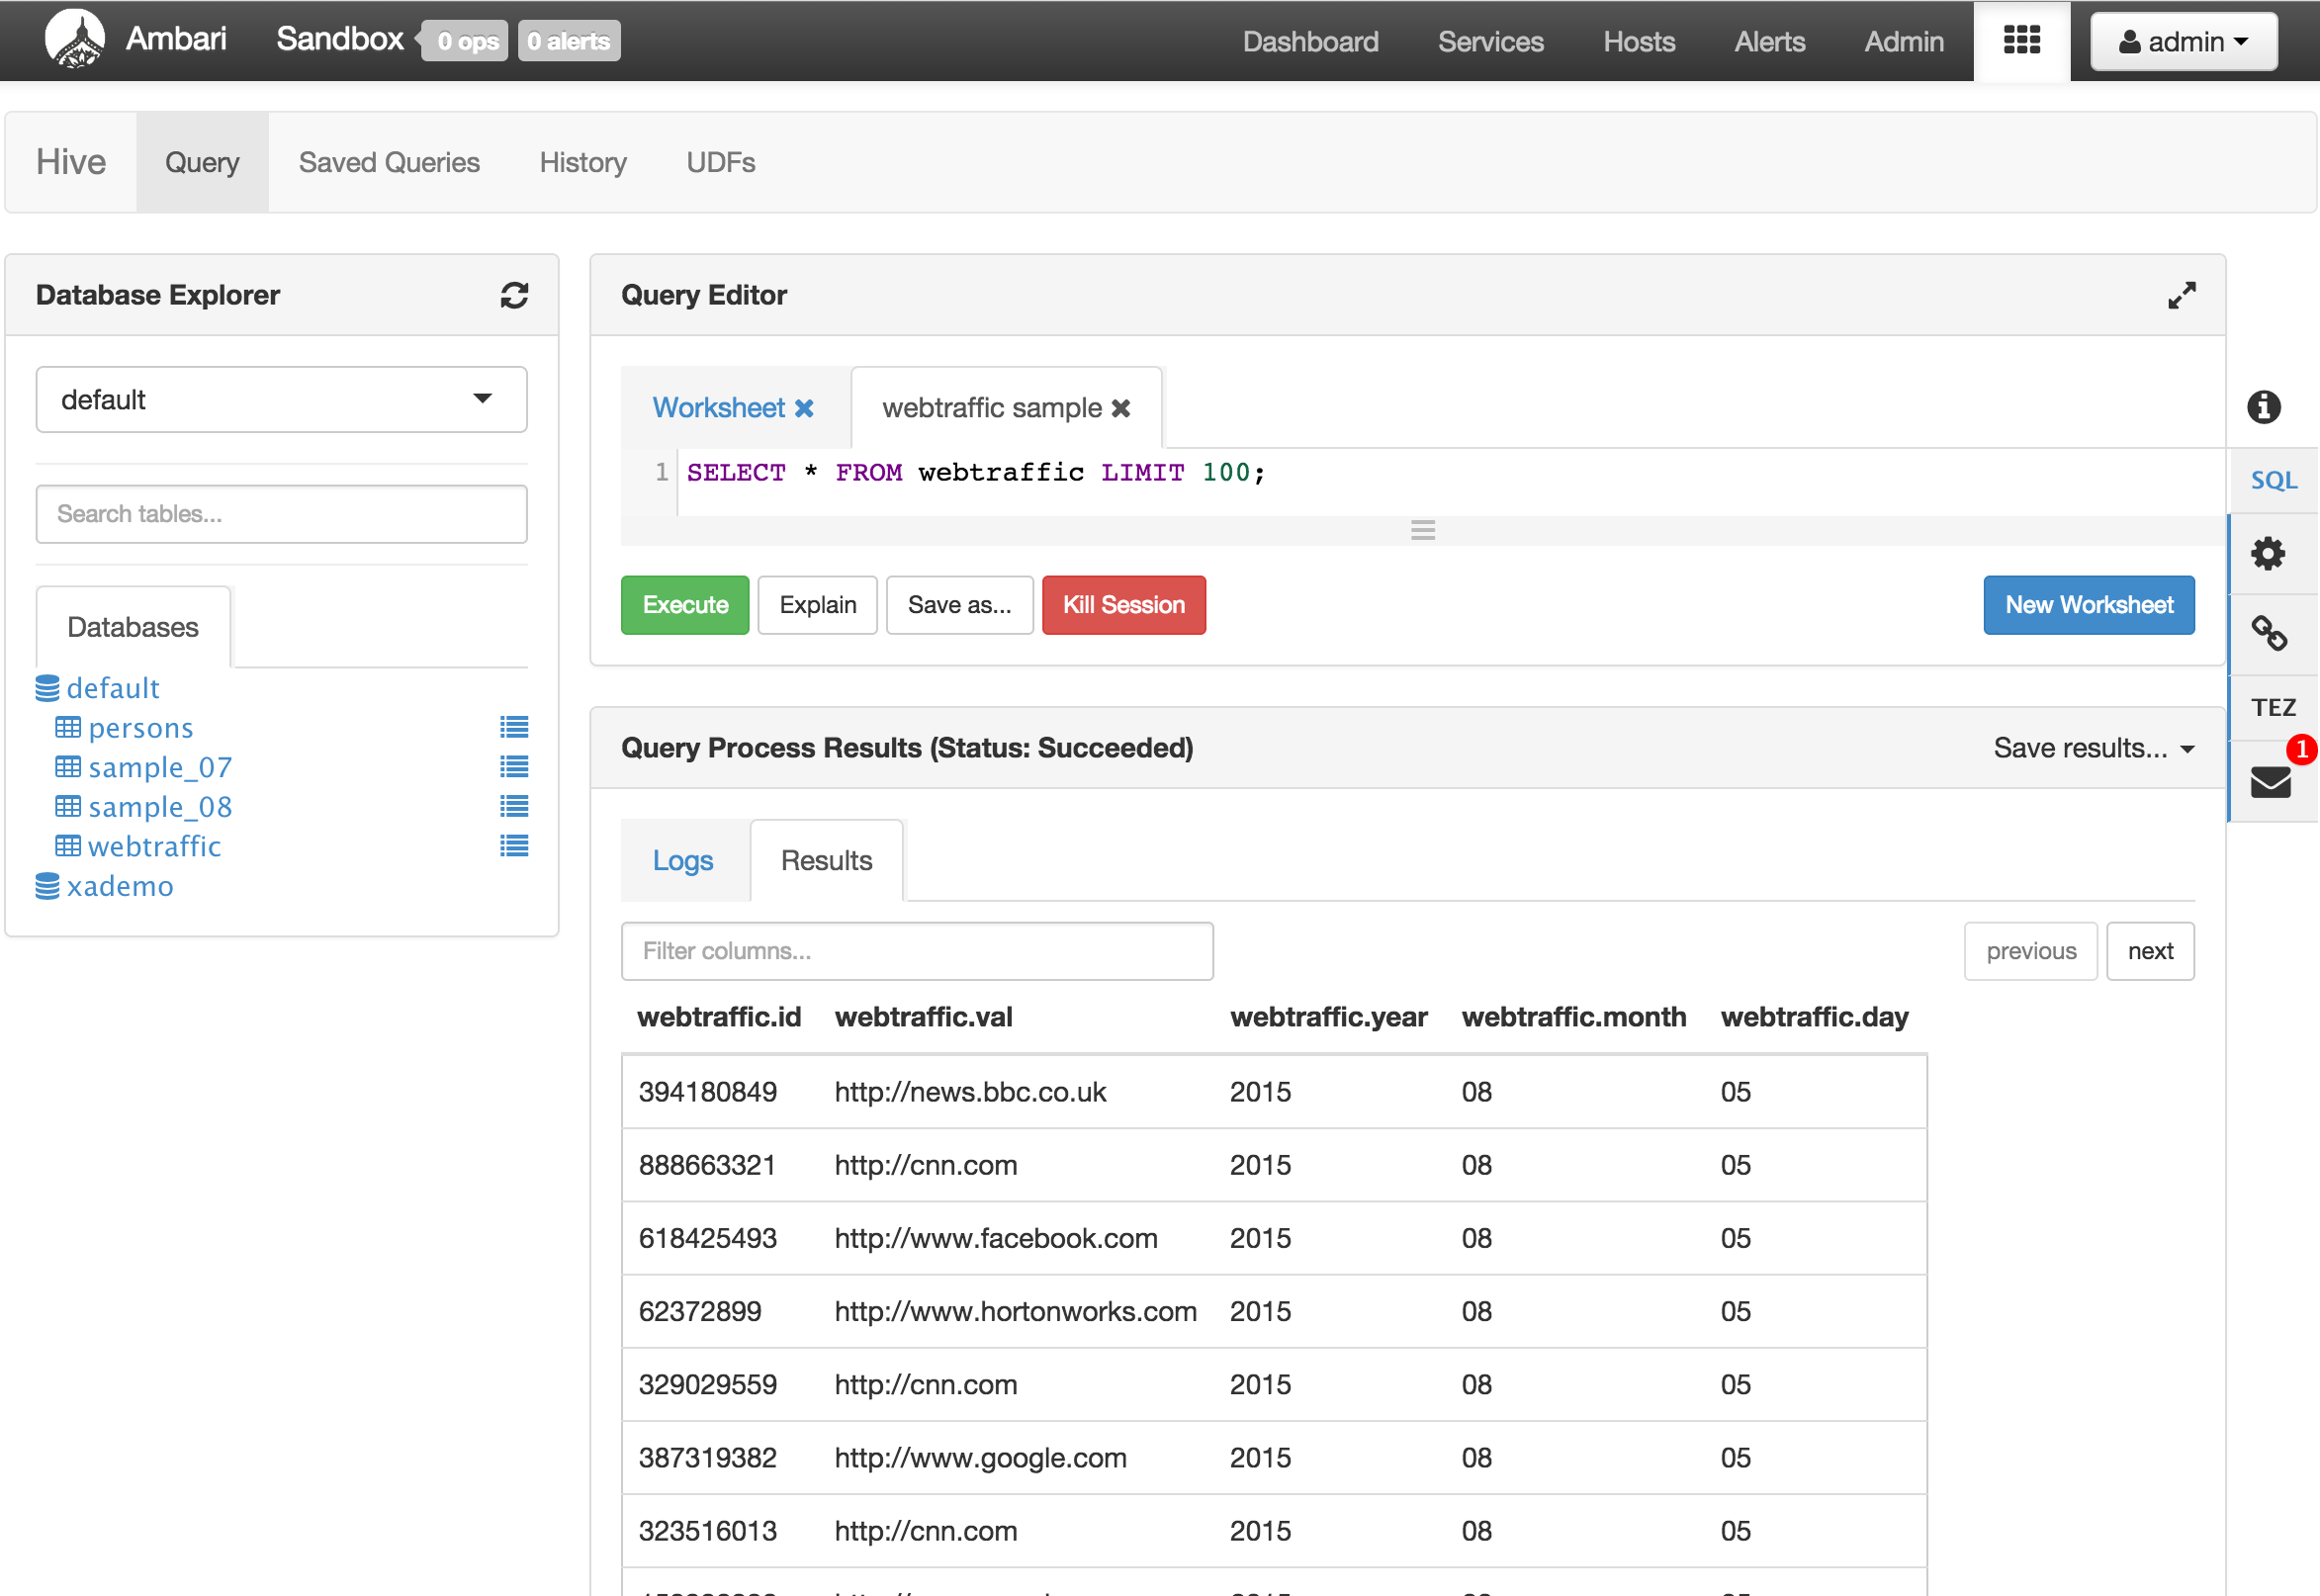 Ambari Sandbox 0 ops 0 alerts Dashboard Services Hosts Alerts Admin admin
Hive Query Saved Queries History UDFs
Database Explorer
default
Search tables...
Databases
default
persons
sample_07
sample_08
webtraffic
xademo
Query Editor
Worksheet webtraffic sample
1 SELECT * FROM webtraffic LIMIT 100;
Execute Explain Save as... Kill Session New Worksheet
Query Process Results (Status: Succeeded) Save results...
Logs Results
Filter columns... previous next
webtraffic.id webtraffic.val webtraffic.year webtraffic.month webtraffic.day
394180849 http://news.bbc.co.uk 2015 08 05
888663321 http://cnn.com 2015 08 05
618425493 http://www.facebook.com 2015 08 05
62372899 http://www.hortonworks.com 2015 08 05
329029559 http://cnn.com 2015 08 05
387319382 http://www.google.com 2015 08 05
323516013 http://cnn.com 2015 08 05
SQL
TEZ
1